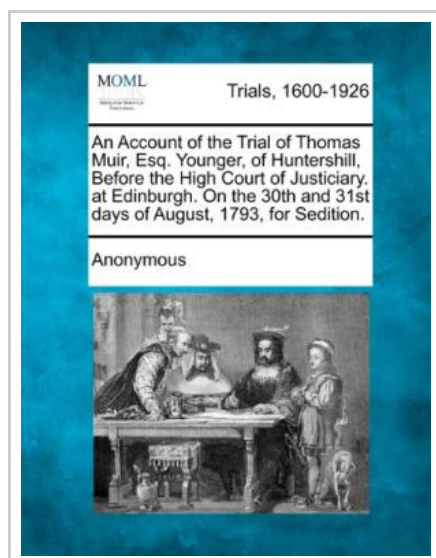 MOML
Trials, 1600-1926
An Account of the Trial of Thomas
Muir, Esq. Younger, of Huntershill,
Before the High Court of Justiciary.
at Edinburgh. On the 30th and 31st
days of August, 1793, for Sedition.
Anonymous